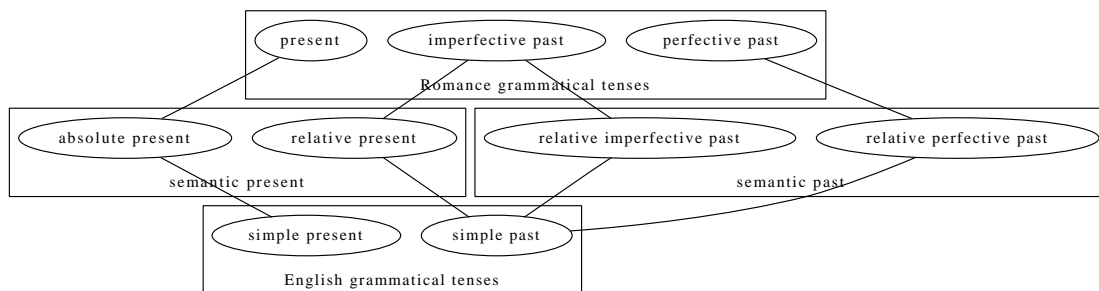 present imperfective past perfective past
Romance grammatical tenses
absolute present relative present relative imperfective past relative perfective past
semantic present semantic past
simple present simple past
English grammatical tenses